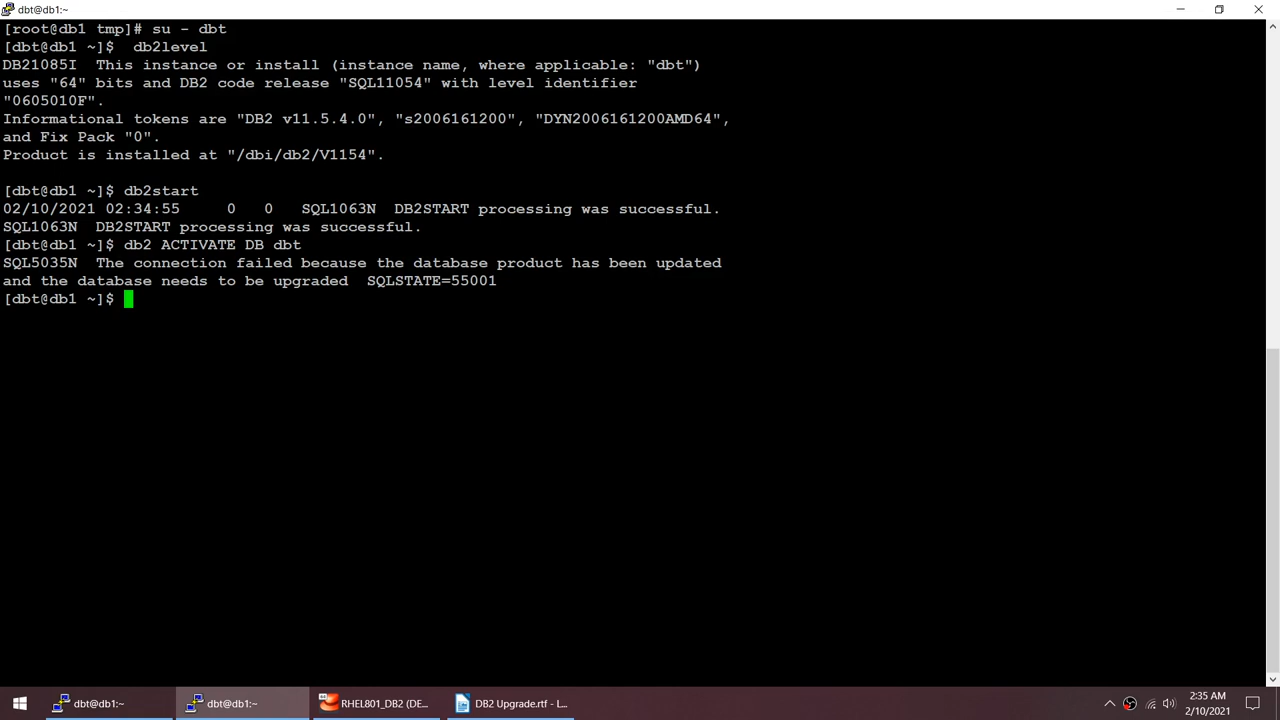 dbt@db1:~
[root@db1 tmp]# su - dbt
[dbt@db1 ~]$  db2level
DB21085I  This instance or install (instance name, where applicable: "dbt")
uses "64" bits and DB2 code release "SQL11054" with level identifier
"0605010F".
Informational tokens are "DB2 v11.5.4.0", "s2006161200", "DYN2006161200AMD64",
and Fix Pack "0".
Product is installed at "/dbi/db2/V1154".
[dbt@db1 ~]$ db2start
02/10/2021 02:34:55     0   0   SQL1063N  DB2START processing was successful.
SQL1063N  DB2START processing was successful.
[dbt@db1 ~]$ db2 ACTIVATE DB dbt
SQL5035N  The connection failed because the database product has been updated
and the database needs to be upgraded  SQLSTATE=55001
[dbt@db1 ~]$
dbt@db1:~
dbt@db1:~
RHEL801_DB2 (DE...
DB2 Upgrade.rtf - L...
2:35 AM
2/10/2021